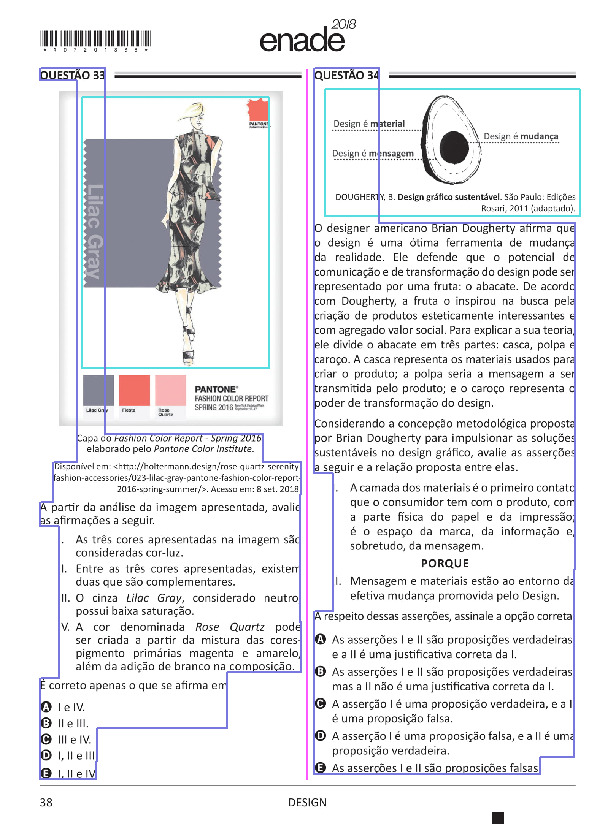 *R0720188338*
enade2018
QUESTÃO 33
PANTONE
Lilac Gray
Lilac Gray
Fiesta
Rose Quartz
PANTONE®
FASHION COLOR REPORT
SPRING 2016
Capa do Fashion Color Report - Spring 2016,
elaborado pelo Pantone Color Institute.
Disponível em: <http://holtermann.design/rose-quartz-serenity-
fashion-accessories/023-lilac-gray-pantone-fashion-color-report-
2016-spring-summer/>. Acesso em: 8 set. 2018
A partir da análise da imagem apresentada, avalie
as afirmações a seguir.
I. As três cores apresentadas na imagem são
consideradas cor-luz.
II. Entre as três cores apresentadas, existem
duas que são complementares.
III. O cinza Lilac Gray, considerado neutro,
possui baixa saturação.
IV. A cor denominada Rose Quartz pode
ser criada a partir da mistura das cores-
pigmento primárias magenta e amarelo,
além da adição de branco na composição.
É correto apenas o que se afirma em
A I e IV.
B II e III.
C III e IV.
D I, II e III.
E I, II e IV.
QUESTÃO 34
Design é material
Design é mudança
Design é mensagem
DOUGHERTY, B. Design gráfico sustentável. São Paulo: Edições
Rosari, 2011 (adaptado).
O designer americano Brian Dougherty afirma que
o design é uma ótima ferramenta de mudança
da realidade. Ele defende que o potencial de
comunicação e de transformação do design pode ser
representado por uma fruta: o abacate. De acordo
com Dougherty, a fruta o inspirou na busca pela
criação de produtos esteticamente interessantes e
com agregado valor social. Para explicar a sua teoria,
ele divide o abacate em três partes: casca, polpa e
caroço. A casca representa os materiais usados para
criar o produto; a polpa seria a mensagem a ser
transmitida pelo produto; e o caroço representa o
poder de transformação do design.
Considerando a concepção metodológica proposta
por Brian Dougherty para impulsionar as soluções
sustentáveis no design gráfico, avalie as asserções
a seguir e a relação proposta entre elas.
I. A camada dos materiais é o primeiro contato
que o consumidor tem com o produto, com
a parte física do papel e da impressão;
é o espaço da marca, da informação e,
sobretudo, da mensagem.
PORQUE
II. Mensagem e materiais estão ao entorno da
efetiva mudança promovida pelo Design.
A respeito dessas asserções, assinale a opção correta.
A As asserções I e II são proposições verdadeiras,
e a II é uma justificativa correta da I.
B As asserções I e II são proposições verdadeiras,
mas a II não é uma justificativa correta da I.
C A asserção I é uma proposição verdadeira, e a II
é uma proposição falsa.
D A asserção I é uma proposição falsa, e a II é uma
proposição verdadeira.
E As asserções I e II são proposições falsas.
38
DESIGN